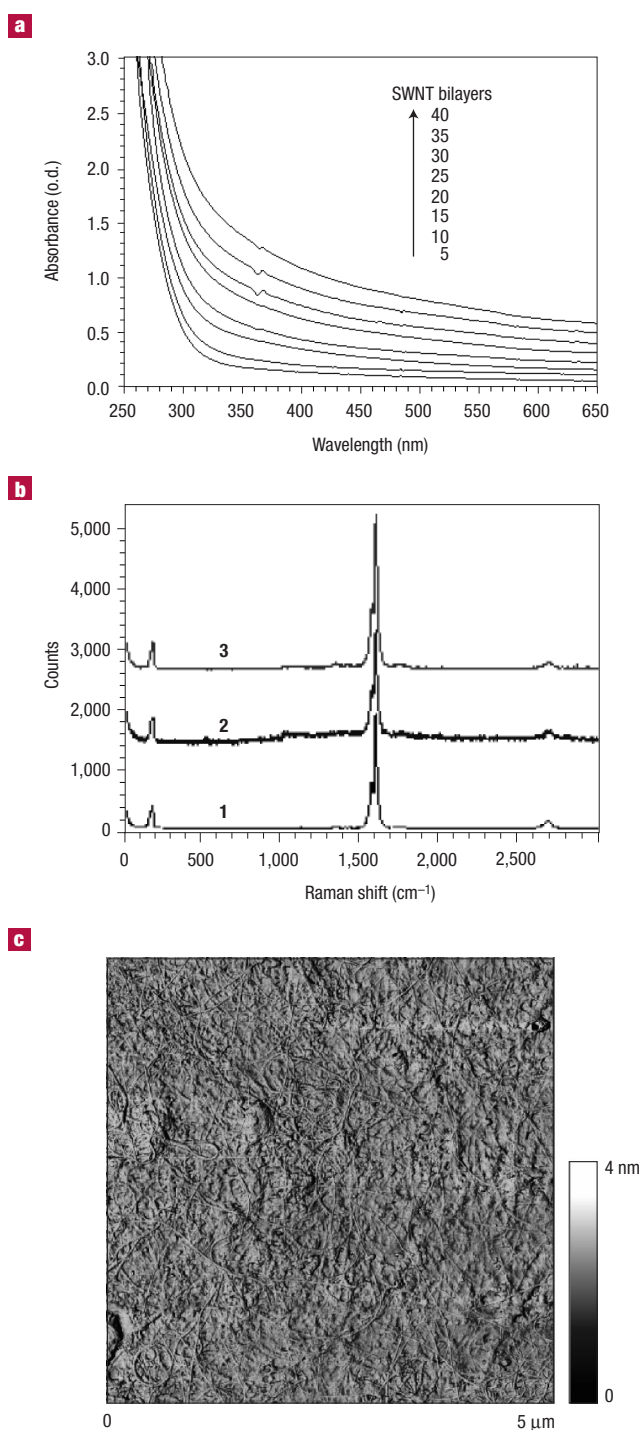 a
3.0
2.5
2.0
1.5
1.0
0.5
0.0
Absorbance (o.d.)
SWNT bilayers
40
35
30
25
20
15
10
5
250 300 350 400 450 500 550 600 650
Wavelength (nm)
b
5,000
4,000
3,000
2,000
1,000
0
Counts
3
2
1
0 500 1,000 1,500 2,000 2,500
Raman shift (cm⁻¹)
c
4 nm
0
0 5 μm